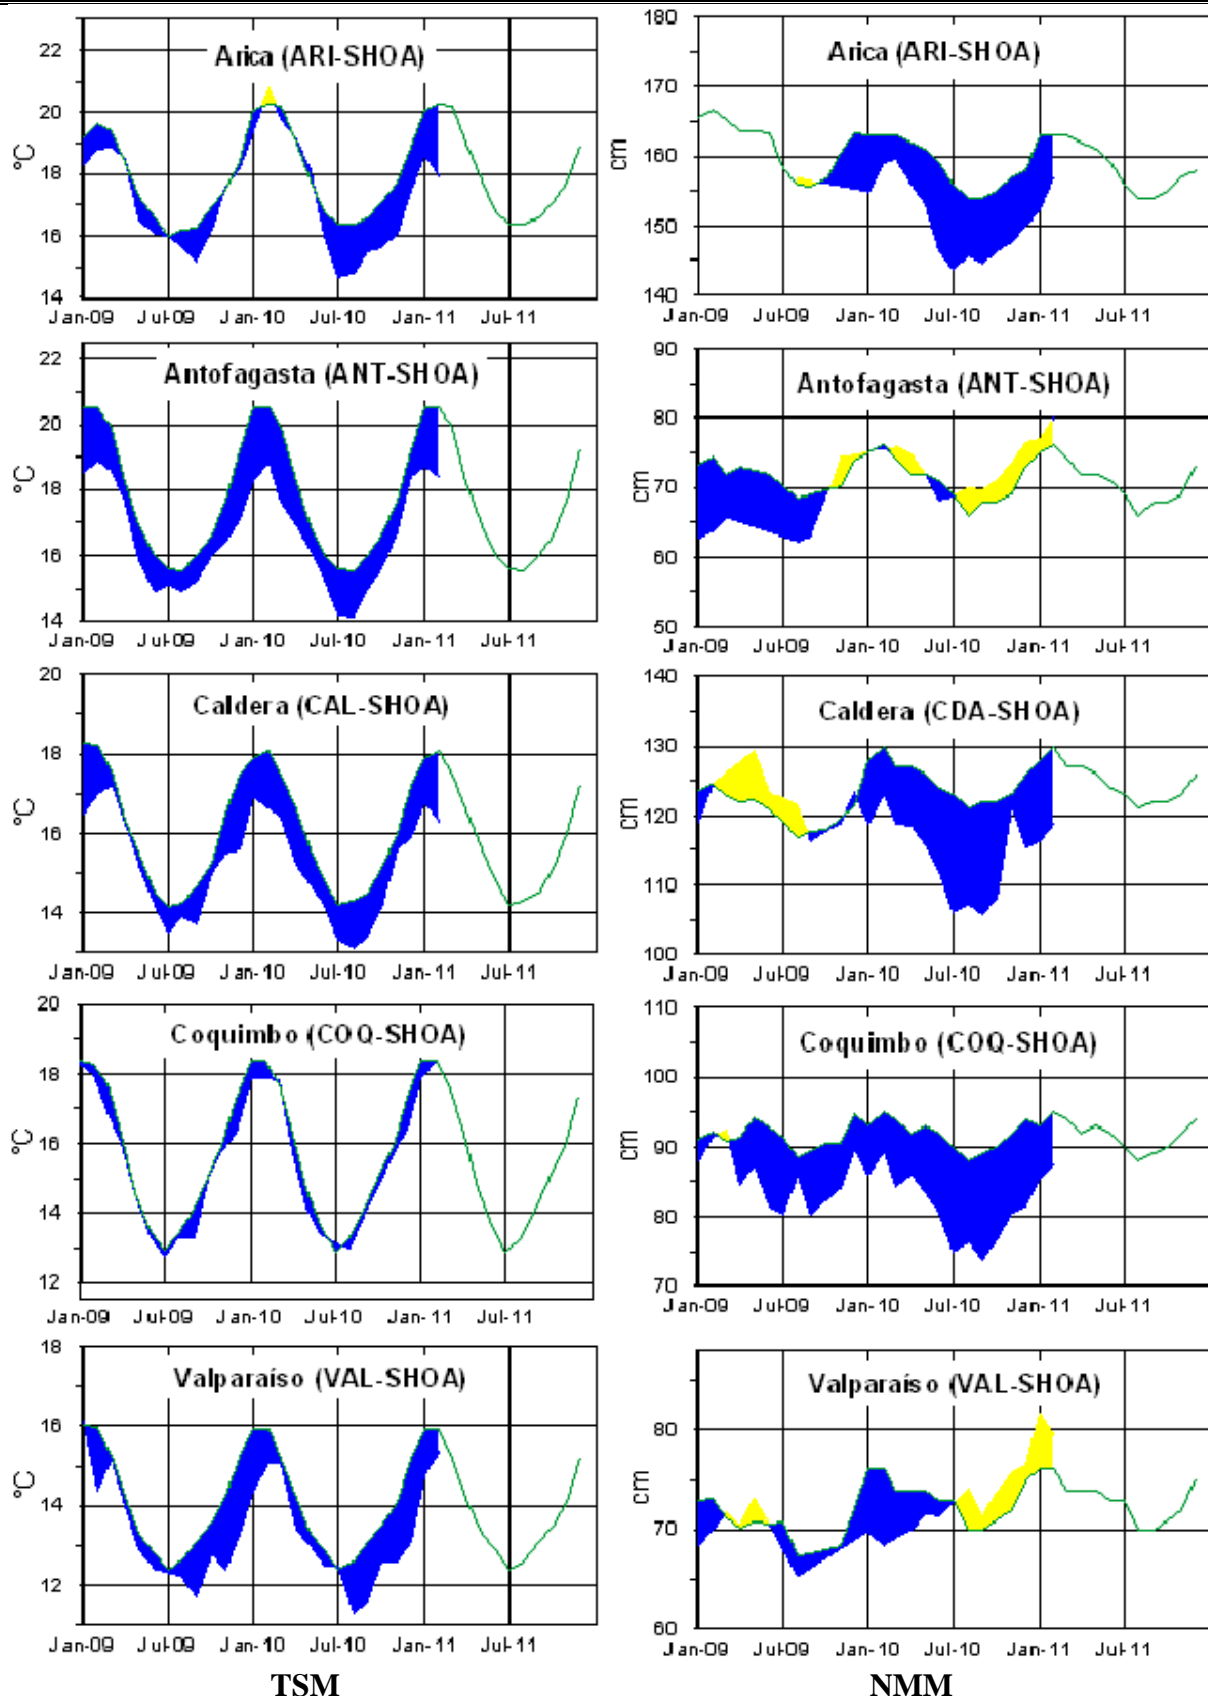 Arica (ARI-SHOA)
22
20
18
16
14
°C
Jan-09 Jul-09 Jan-10 Jul-10 Jan-11 Jul-11
Arica (ARI-SHOA)
180
170
160
150
140
cm
Jan-09 Jul-09 Jan-10 Jul-10 Jan-11 Jul-11
Antofagasta (ANT-SHOA)
22
20
18
16
14
°C
Jan-09 Jul-09 Jan-10 Jul-10 Jan-11 Jul-11
Antofagasta (ANT-SHOA)
90
80
70
60
50
cm
Jan-09 Jul-09 Jan-10 Jul-10 Jan-11 Jul-11
Caldera (CAL-SHOA)
20
18
16
14
°C
Jan-09 Jul-09 Jan-10 Jul-10 Jan-11 Jul-11
Caldera (CDA-SHOA)
140
130
120
110
100
cm
Jan-09 Jul-09 Jan-10 Jul-10 Jan-11 Jul-11
Coquimbo (COQ-SHOA)
20
18
16
14
12
°C
Jan-09 Jul-09 Jan-10 Jul-10 Jan-11 Jul-11
Coquimbo (COQ-SHOA)
110
100
90
80
70
cm
Jan-09 Jul-09 Jan-10 Jul-10 Jan-11 Jul-11
Valparaíso (VAL-SHOA)
18
16
14
12
°C
Jan-09 Jul-09 Jan-10 Jul-10 Jan-11 Jul-11
Valparaíso (VAL-SHOA)
80
70
60
cm
Jan-09 Jul-09 Jan-10 Jul-10 Jan-11 Jul-11
TSM
NMM